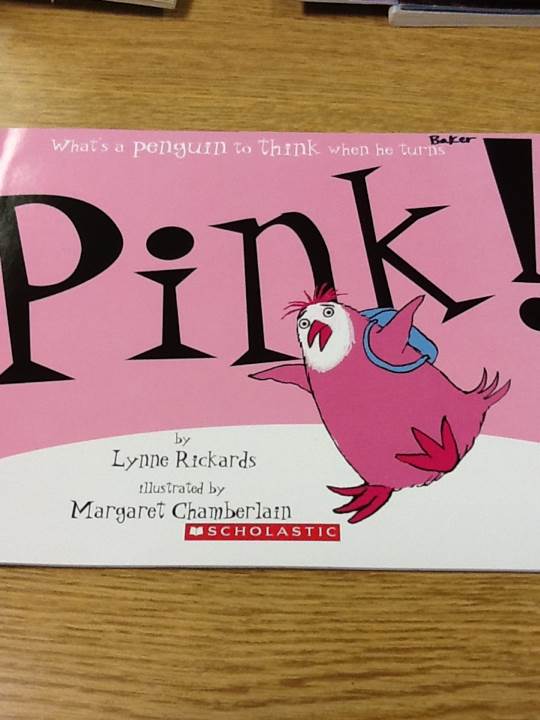 Baker
What's a penguin to think when he turns
Pink!
by
Lynne Rickards
illustrated by
Margaret Chamberlain
SCHOLASTIC